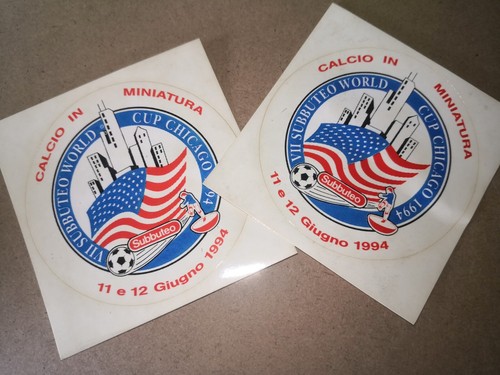 CALCIO IN MINIATURA
VII SUBBUTEO WORLD CUP CHICAGO 1994
Subbuteo
11 e 12 Giugno 1994
CALCIO IN MINIATURA
VII SUBBUTEO WORLD CUP CHICAGO 1994
Subbuteo
11 e 12 Giugno 1994